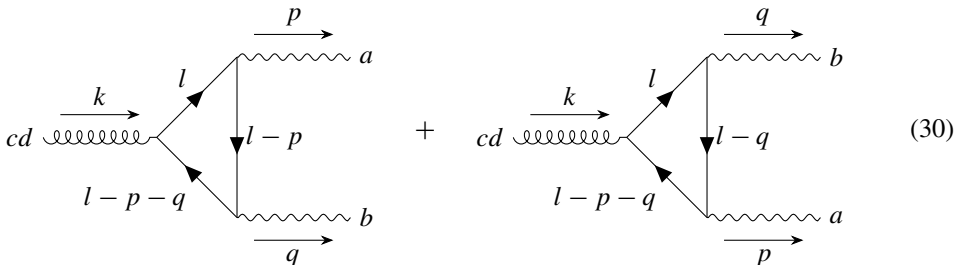 p q
a b
l l
k k
cd l − p + cd l − q (30)
l − p − q l − p − q
b a
q p